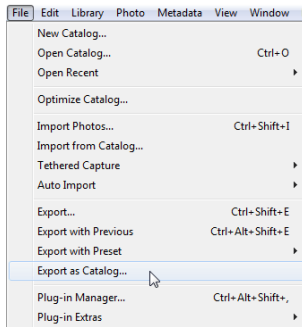 File Edit Library Photo Metadata View Window
New Catalog...
Open Catalog... Ctrl+O
Open Recent
Optimize Catalog...
Import Photos... Ctrl+Shift+I
Import from Catalog...
Tethered Capture
Auto Import
Export... Ctrl+Shift+E
Export with Previous Ctrl+Alt+Shift+E
Export with Preset
Export as Catalog...
Plug-in Manager... Ctrl+Alt+Shift+,
Plug-in Extras